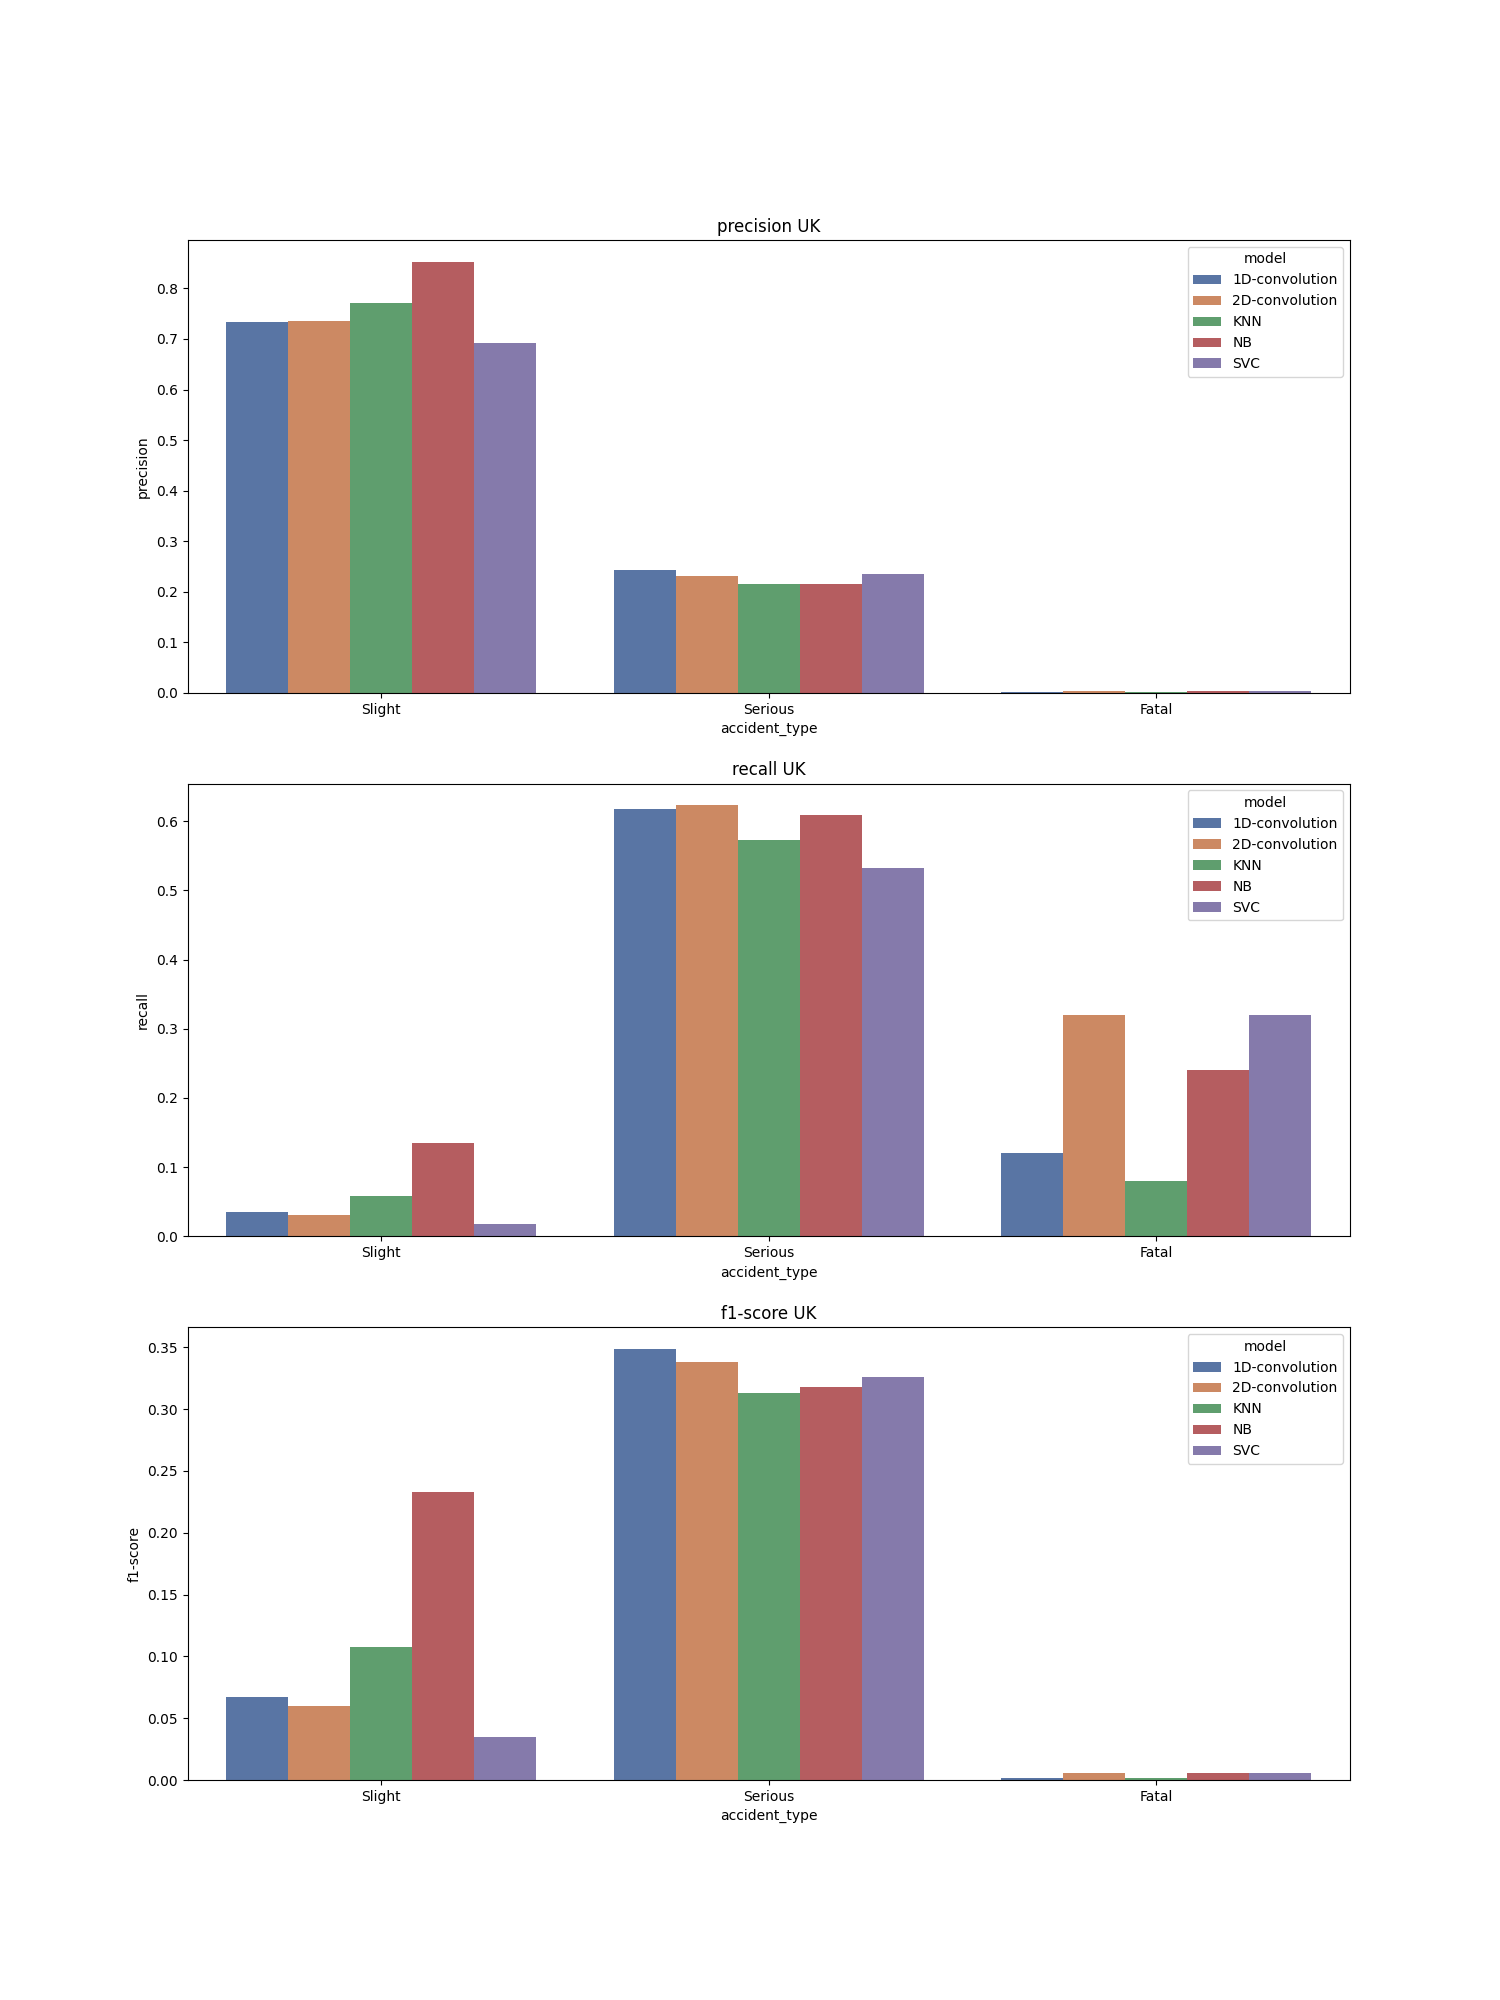 precision UK
model
1D-convolution
2D-convolution
KNN
NB
SVC
0.8
0.7
0.6
0.5
0.4
0.3
0.2
0.1
0.0
precision
Slight Serious Fatal
accident_type
recall UK
model
1D-convolution
2D-convolution
KNN
NB
SVC
0.6
0.5
0.4
0.3
0.2
0.1
0.0
recall
Slight Serious Fatal
accident_type
f1-score UK
model
1D-convolution
2D-convolution
KNN
NB
SVC
0.35
0.30
0.25
0.20
0.15
0.10
0.05
0.00
f1-score
Slight Serious Fatal
accident_type